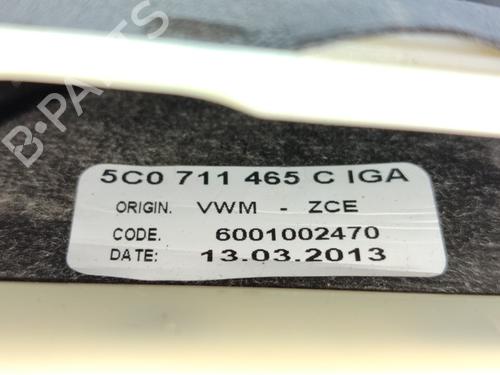 B-PARTS
5C0 711 465 C IGA
ORIGIN. VWM - ZCE
CODE. 6001002470
DATE: 13.03.2013